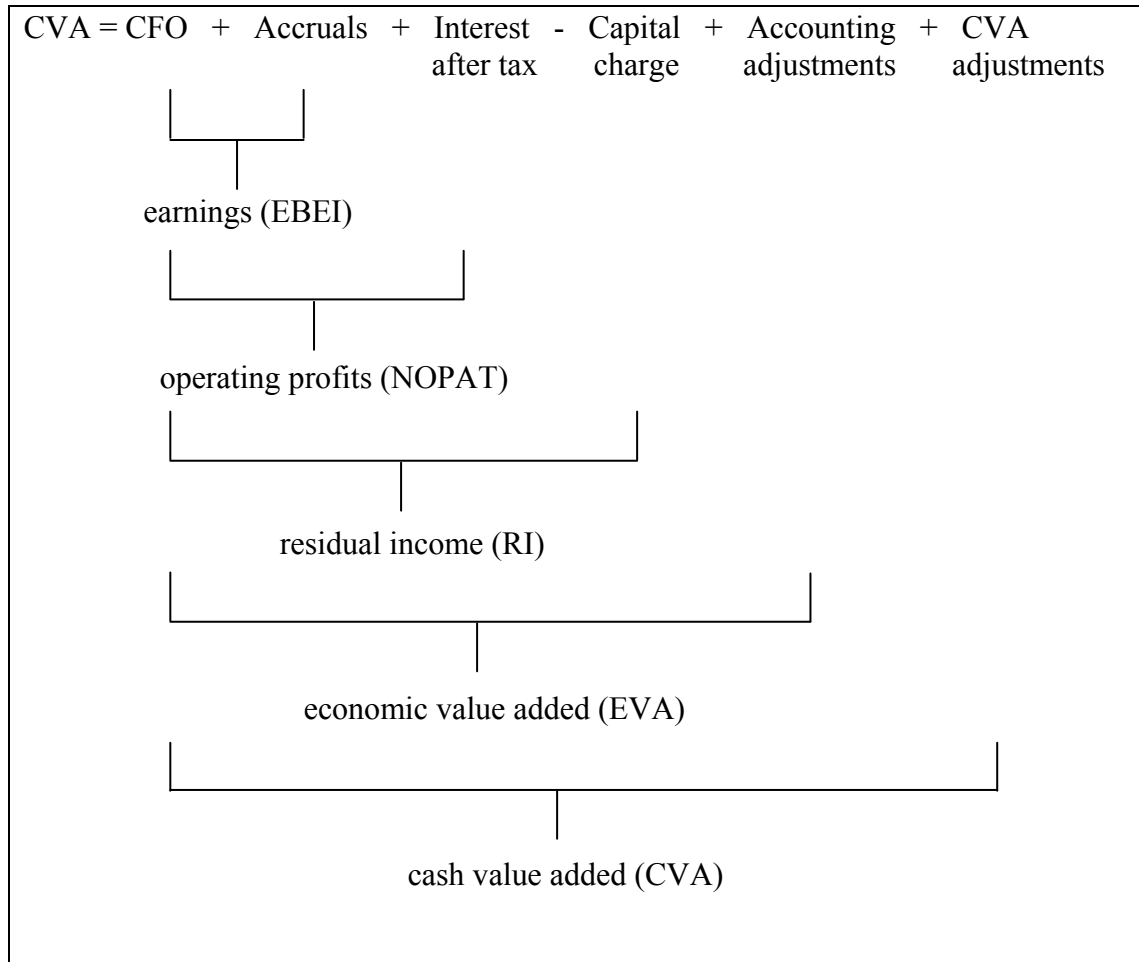 CVA = CFO + Accruals + Interest - Capital + Accounting + CVA
after tax charge adjustments adjustments
earnings (EBEI)
operating profits (NOPAT)
residual income (RI)
economic value added (EVA)
cash value added (CVA)